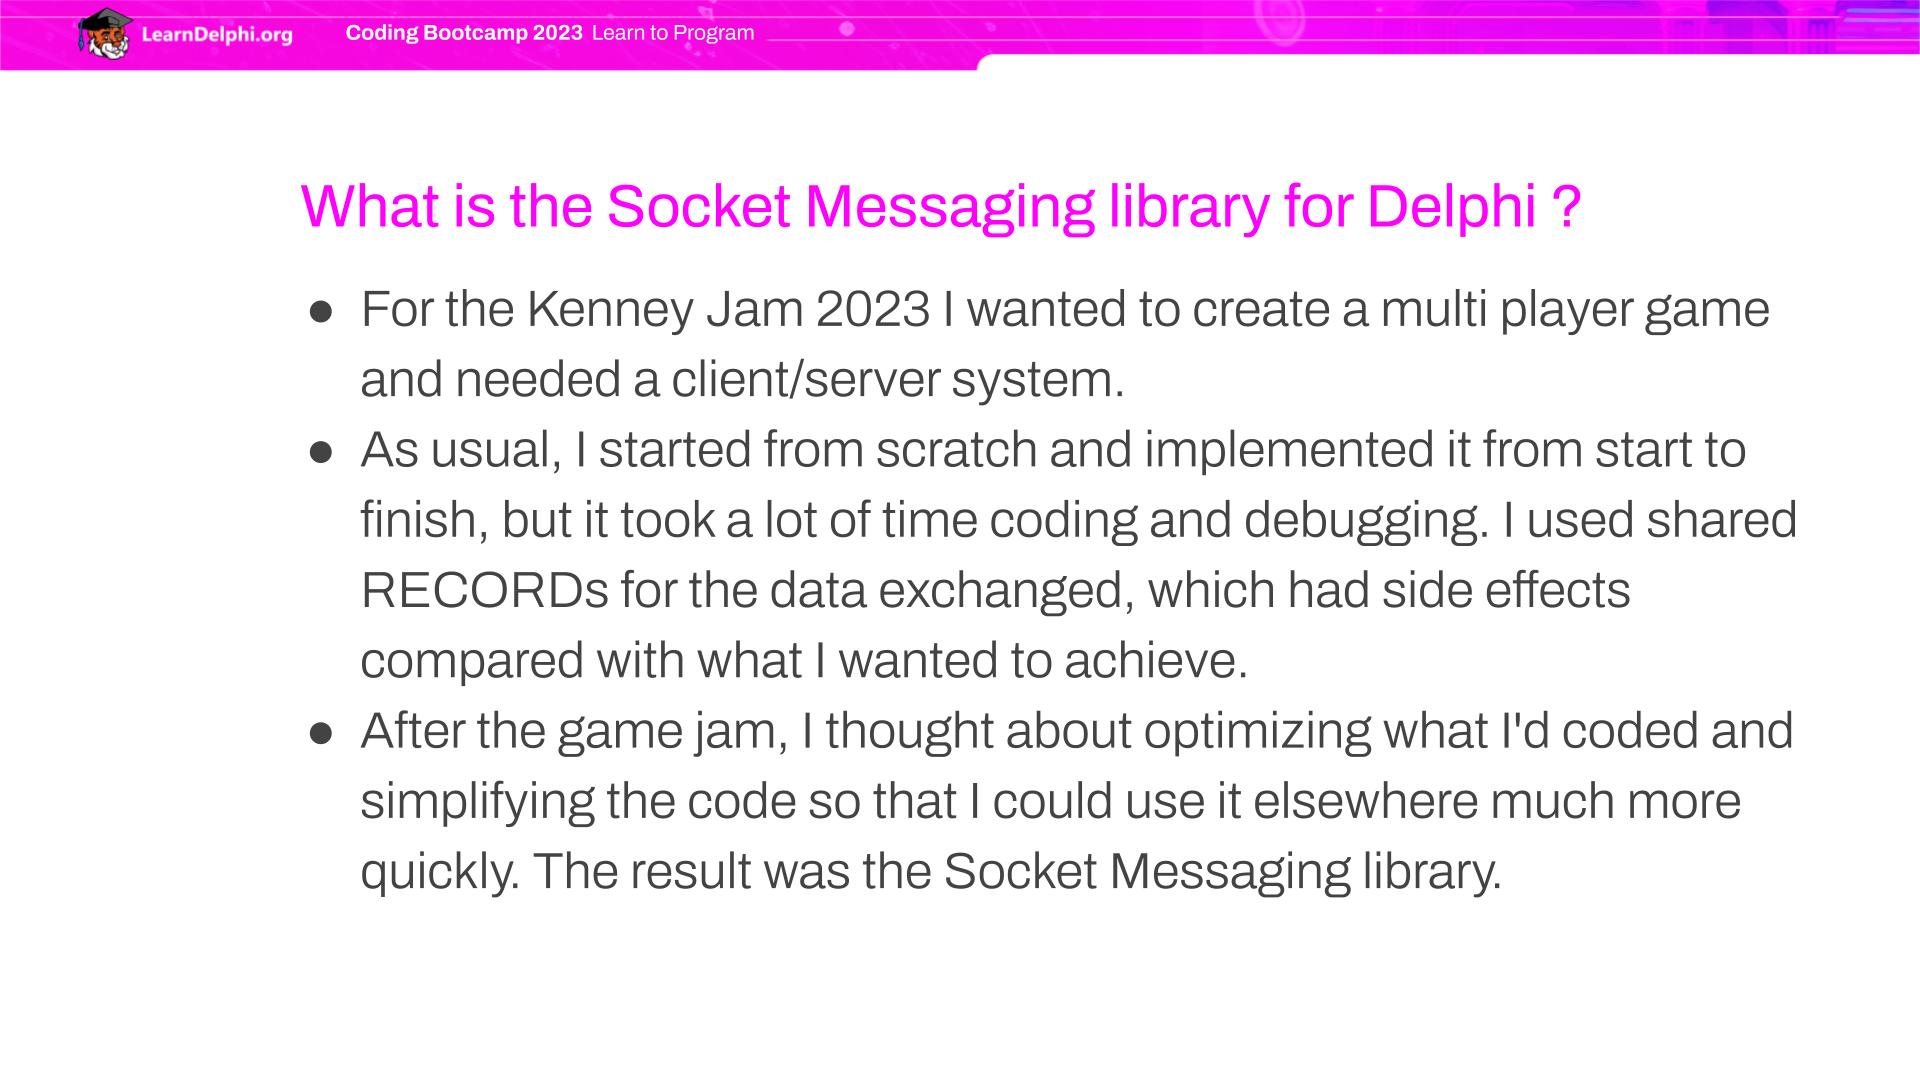 LearnDelphi.org
Coding Bootcamp 2023 Learn to Program
What is the Socket Messaging library for Delphi ?
● For the Kenney Jam 2023 I wanted to create a multi player game
and needed a client/server system.
● As usual, I started from scratch and implemented it from start to
finish, but it took a lot of time coding and debugging. I used shared
RECORDs for the data exchanged, which had side effects
compared with what I wanted to achieve.
● After the game jam, I thought about optimizing what I'd coded and
simplifying the code so that I could use it elsewhere much more
quickly. The result was the Socket Messaging library.